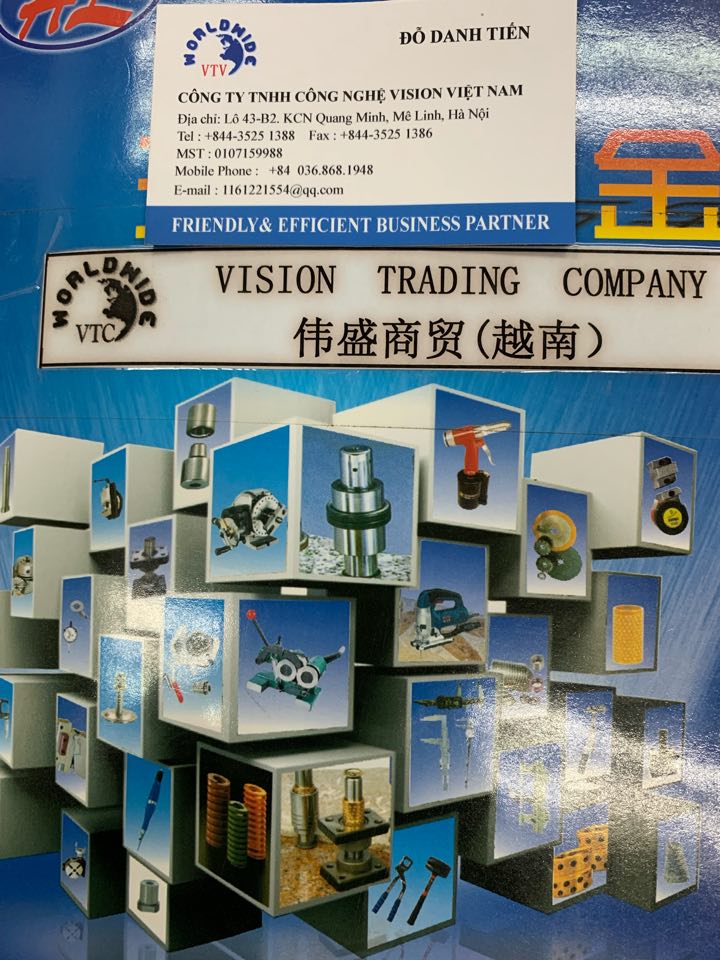 WORLDWIDE
VTV
ĐỖ DANH TIẾN
CÔNG TY TNHH CÔNG NGHỆ VISION VIỆT NAM
Địa chỉ: Lô 43-B2. KCN Quang Minh, Mê Linh, Hà Nội
Tel : +844-3525 1388 Fax : +844-3525 1386
MST : 0107159988
Mobile Phone : +84 036.868.1948
E-mail : 1161221554@qq.com
FRIENDLY& EFFICIENT BUSINESS PARTNER
金
WORLDWIDE
VTC
VISION TRADING COMPANY
伟盛商贸(越南）